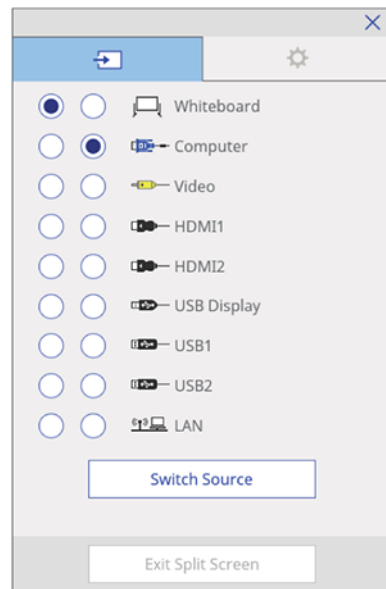 Whiteboard
Computer
Video
HDMI1
HDMI2
USB Display
USB1
USB2
LAN
Switch Source
Exit Split Screen